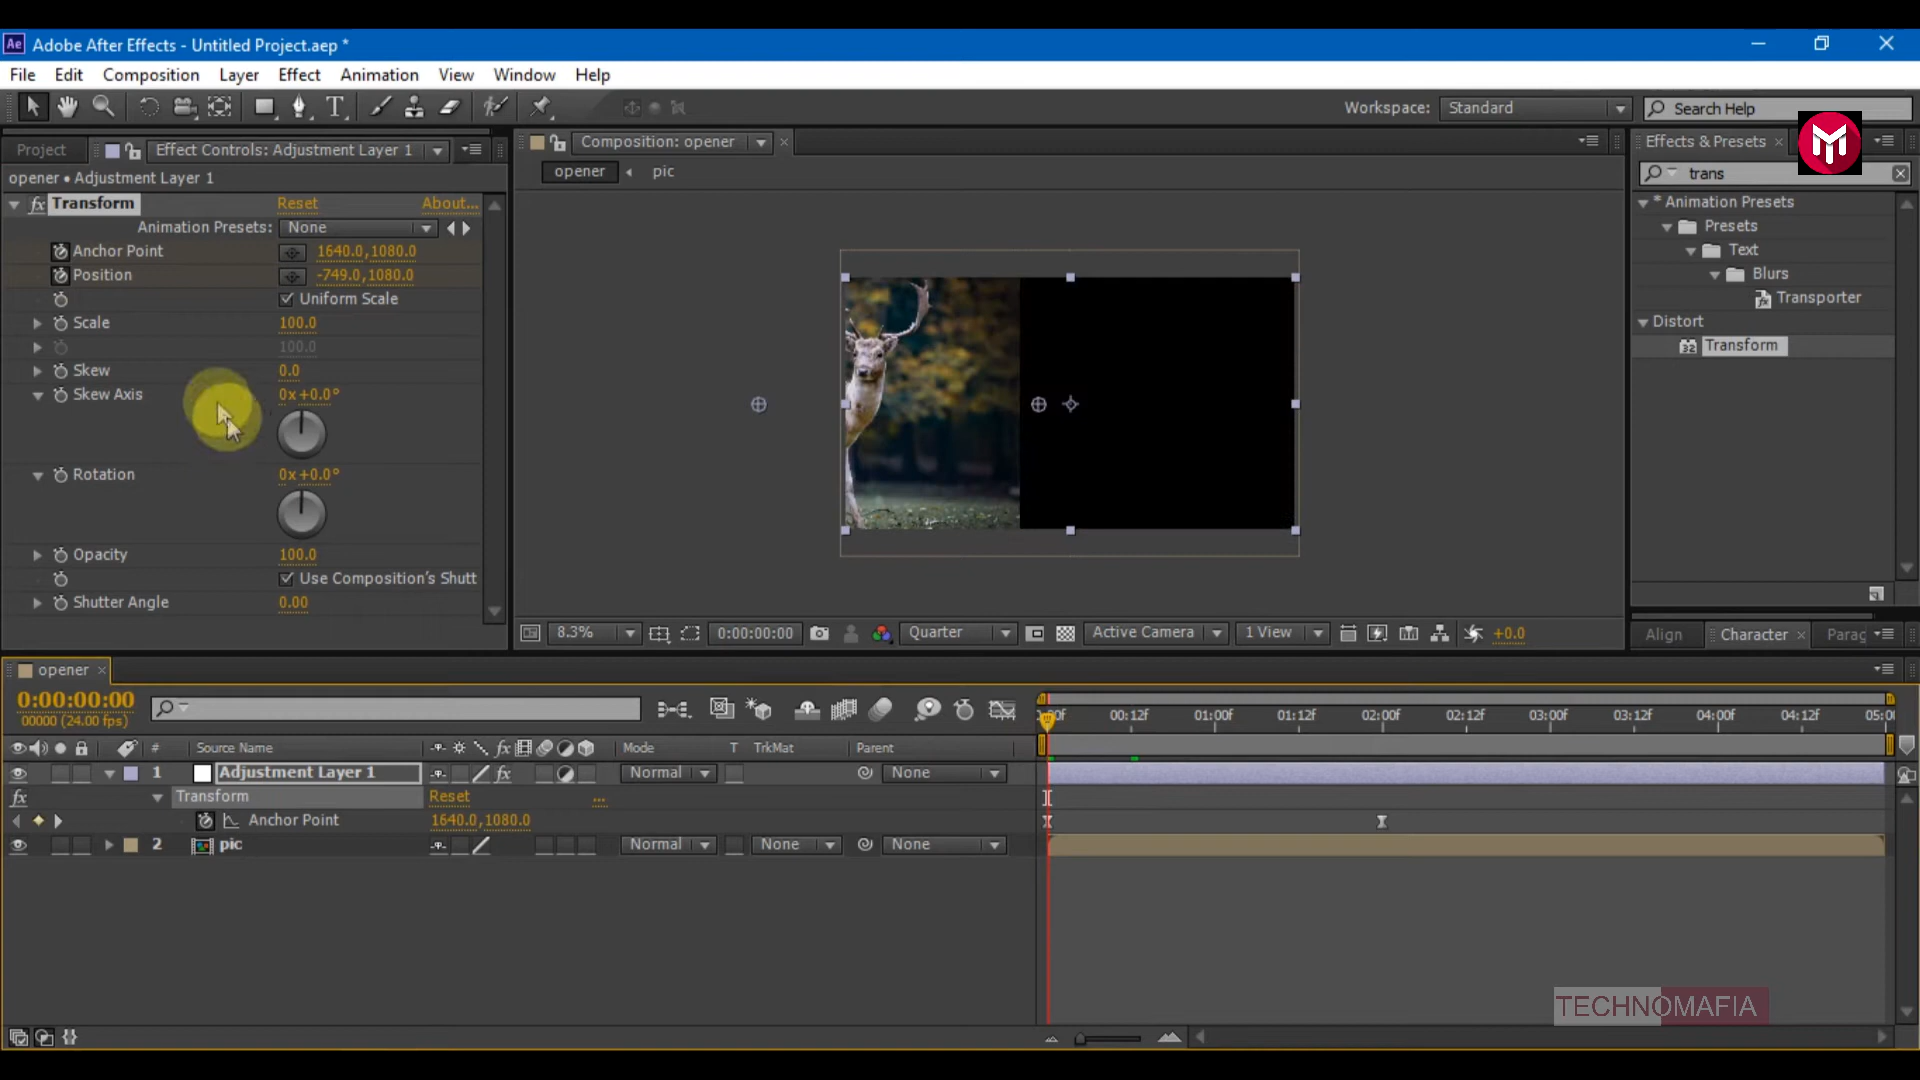 Ae Adobe After Effects - Untitled Project.aep *
File Edit Composition Layer Effect Animation View Window Help
Workspace: Standard Search Help
Project Effect Controls: Adjustment Layer 1
opener • Adjustment Layer 1
fx Transform Reset About...
Animation Presets: None
Anchor Point 1640.0,1080.0
Position -749.0,1080.0
Uniform Scale
Scale 100.0
100.0
Skew 0.0
Skew Axis 0x+0.0°
Rotation 0x+0.0°
Opacity 100.0
Use Composition's Shutt
Shutter Angle 0.00
Composition: opener
opener pic
8.3% 0:00:00:00 Quarter Active Camera 1 View +0.0
Effects & Presets
trans
* Animation Presets
Presets
Text
Blurs
Transporter
Distort
32 Transform
Align Character Parag
opener
0:00:00:00
00000 (24.00 fps)
00:12f 01:00f 01:12f 02:00f 02:12f 03:00f 03:12f 04:00f 04:12f
# Source Name fx Mode T TrkMat Parent
1 Adjustment Layer 1 fx Normal None
fx Transform Reset ...
Anchor Point 1640.0,1080.0
2 pic Normal None None
TECHNOMAFIA